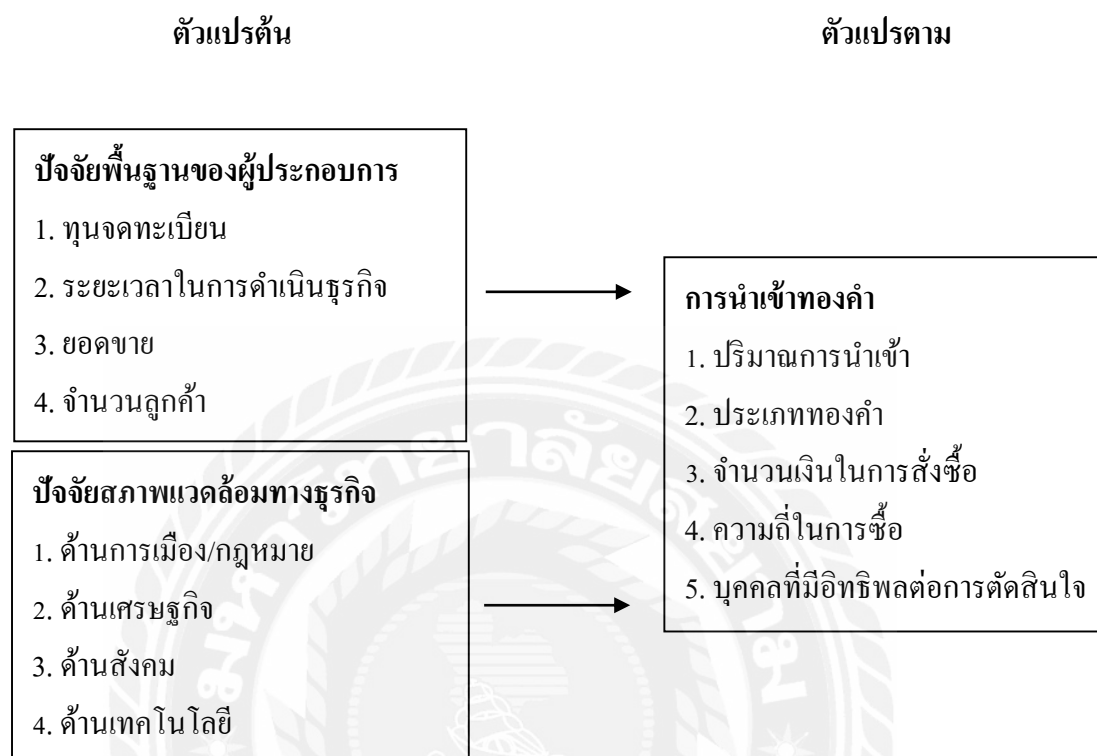 ตัวแปรต้น
ตัวแปรตาม
ปัจจัยพื้นฐานของผู้ประกอบการ
1. ทุนจดทะเบียน
2. ระยะเวลาในการดำเนินธุรกิจ
3. ยอดขาย
4. จำนวนลูกค้า
ปัจจัยสภาพแวดล้อมทางธุรกิจ
1. ด้านการเมือง/กฎหมาย
2. ด้านเศรษฐกิจ
3. ด้านสังคม
4. ด้านเทคโนโลยี
การนำเข้าทองคำ
1. ปริมาณการนำเข้า
2. ประเภททองคำ
3. จำนวนเงินในการสั่งซื้อ
4. ความถี่ในการซื้อ
5. บุคคลที่มีอิทธิพลต่อการตัดสินใจ
มหาวิทยาลัยสยาม